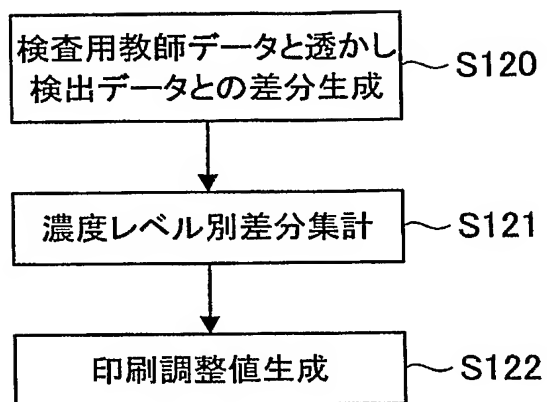 検査用教師データと透かし
検出データとの差分生成
S120
濃度レベル別差分集計
S121
印刷調整値生成
S122